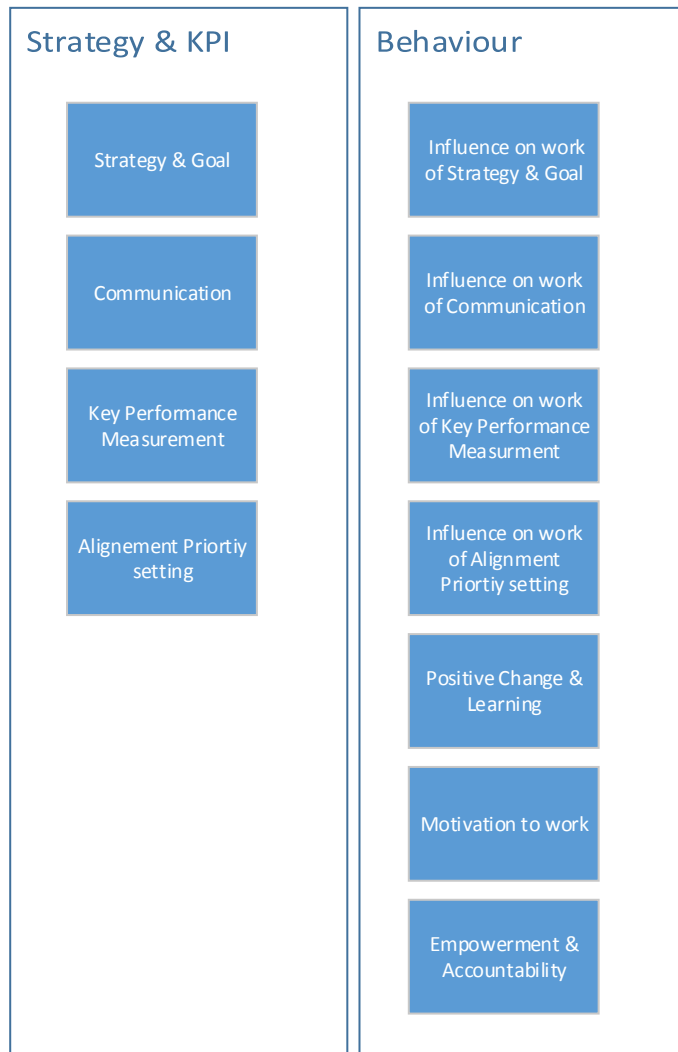 Strategy & KPI
Strategy & Goal
Communication
Key Performance
Measurement
Alignement Priortiy
setting
Behaviour
Influence on work
of Strategy & Goal
Influence on work
of Communication
Influence on work
of Key Performance
Measurment
Influence on work
of Alignment
Priortiy setting
Positive Change &
Learning
Motivation to work
Empowerment &
Accountability